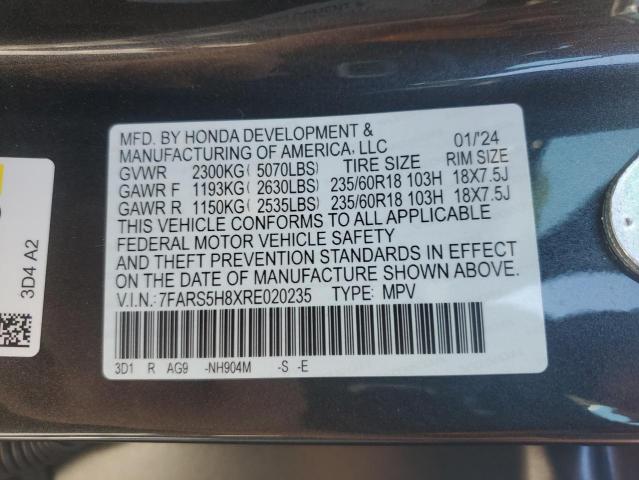 MFD. BY HONDA DEVELOPMENT &
MANUFACTURING OF AMERICA, LLC 01/'24
GVWR 2300KG( 5070LBS) TIRE SIZE RIM SIZE
GAWR F 1193KG( 2630LBS) 235/60R18 103H 18X7.5J
GAWR R 1150KG( 2535LBS) 235/60R18 103H 18X7.5J
THIS VEHICLE CONFORMS TO ALL APPLICABLE
FEDERAL MOTOR VEHICLE SAFETY
AND THEFT PREVENTION STANDARDS IN EFFECT
ON THE DATE OF MANUFACTURE SHOWN ABOVE.
V.I.N.: 7FARS5H8XRE020235 TYPE: MPV
3D1 R AG9 -NH904M -S -E
3D4 A2